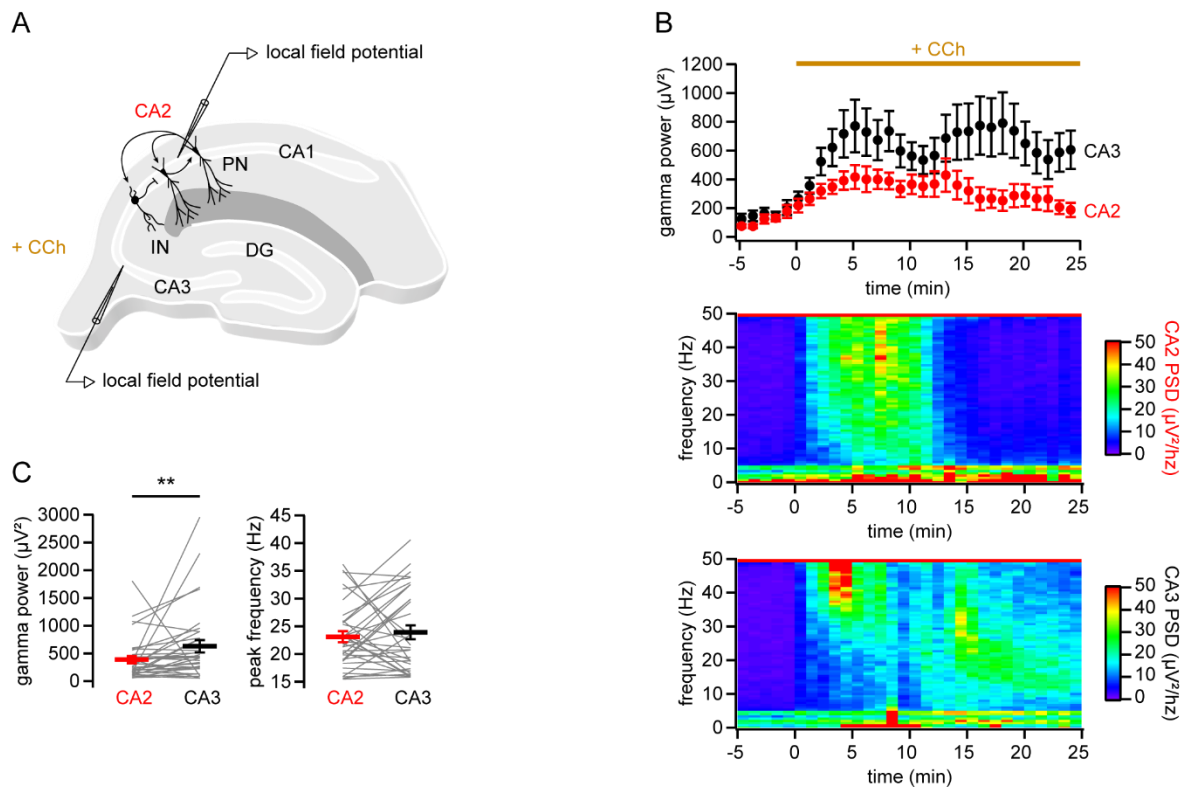 A
local field potential
CA2
PN
CA1
+ CCh
IN
DG
CA3
local field potential
B
+ CCh
gamma power (µV²)
1200
1000
800
600
400
200
0
CA3
CA2
-5 0 5 10 15 20 25
time (min)
frequency (Hz)
50
40
30
20
10
0
-5 0 5 10 15 20 25
time (min)
50
40
30
20
10
0
CA2 PSD (µV²/hz)
frequency (Hz)
50
40
30
20
10
0
-5 0 5 10 15 20 25
time (min)
50
40
30
20
10
0
CA3 PSD (µV²/hz)
C
**
gamma power (µV²)
3000
2500
2000
1500
1000
500
0
CA2 CA3
peak frequency (Hz)
45
40
35
30
25
20
15
CA2 CA3